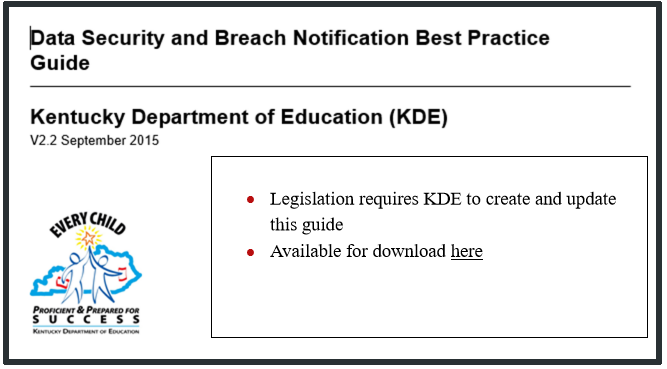 Data Security and Breach Notification Best Practice
Guide
Kentucky Department of Education (KDE)
V2.2 September 2015
• Legislation requires KDE to create and update
this guide
• Available for download here
EVERY CHILD
PROFICIENT & PREPARED FOR
SUCCESS
KENTUCKY DEPARTMENT OF EDUCATION